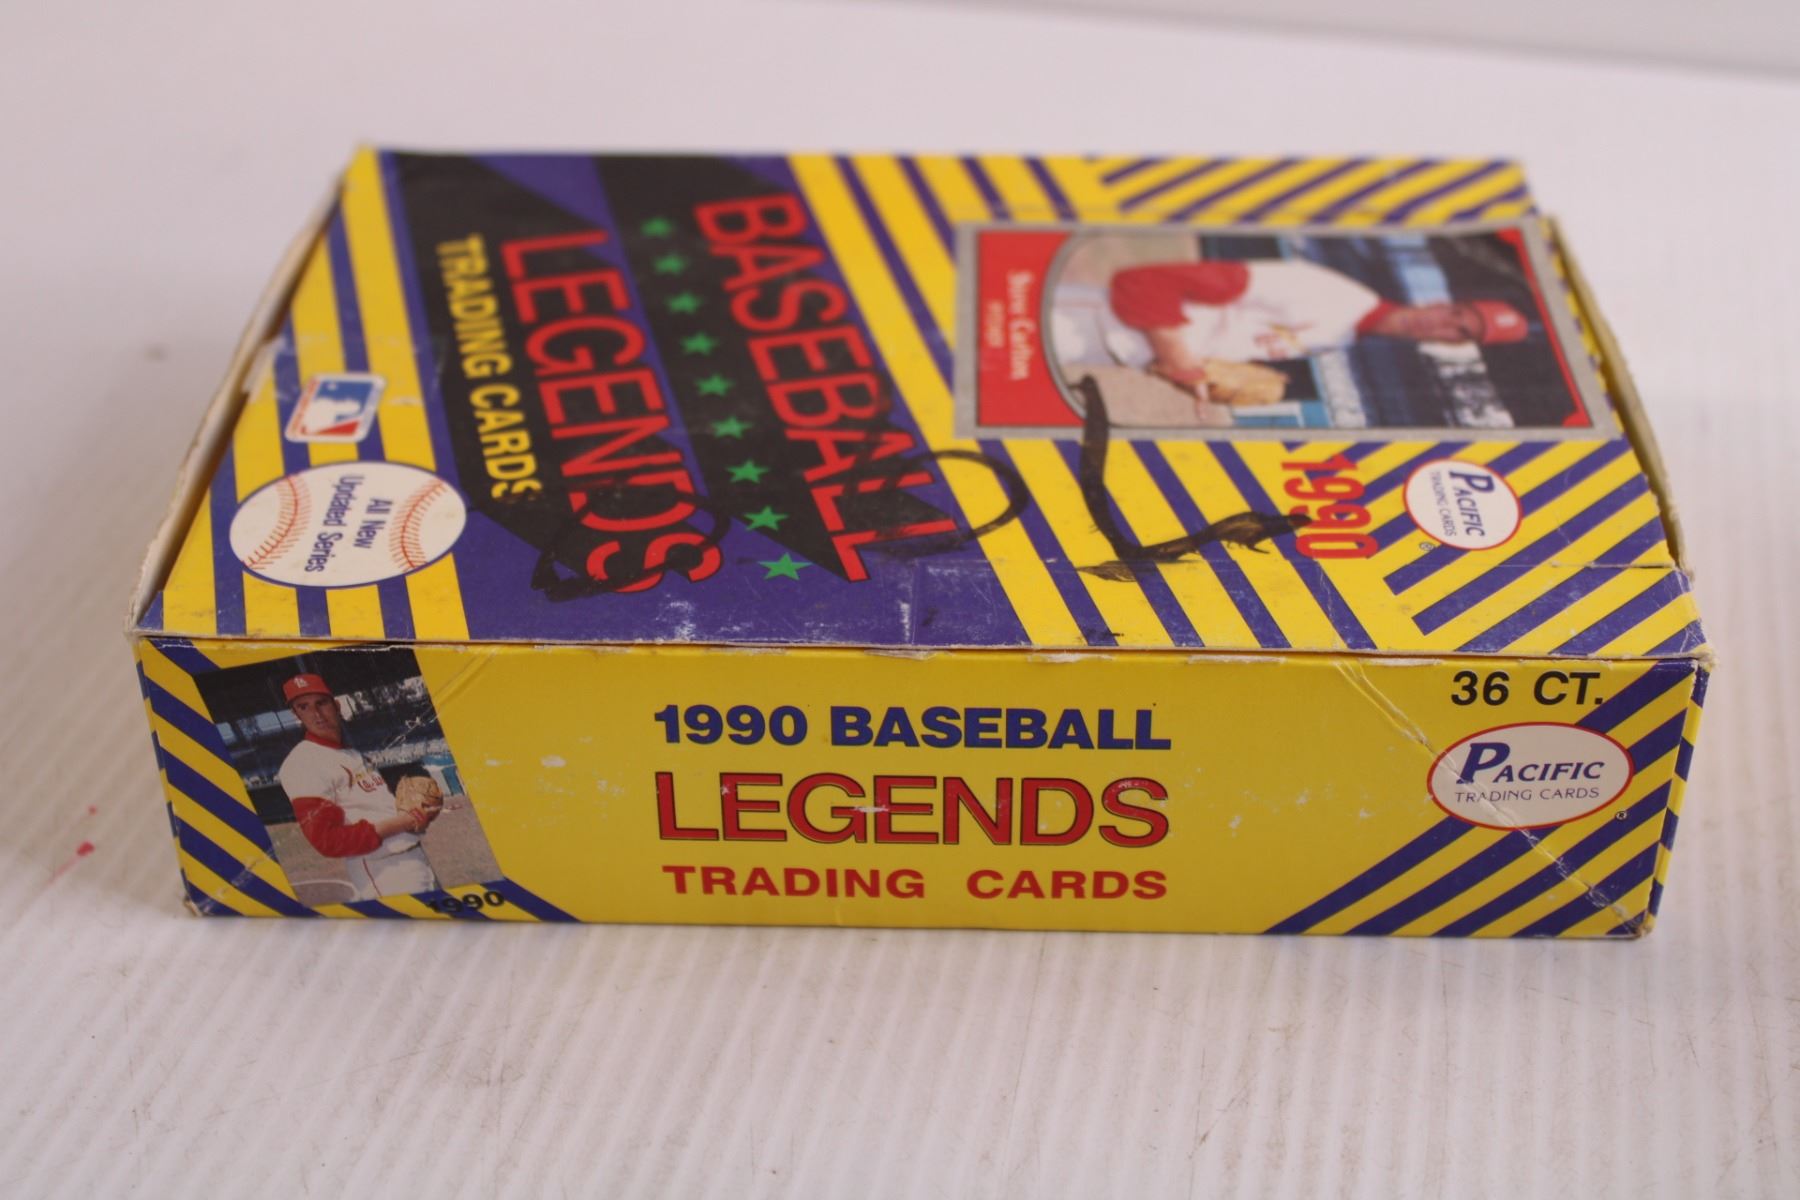 BASEBALL
LEGENDS
TRADING CARDS
All New
Updated Series
Steve Carlton
PITCHER
1990
PACIFIC
TRADING CARDS
®
1990 BASEBALL
LEGENDS
TRADING CARDS
1990
36 CT.
PACIFIC
TRADING CARDS
®